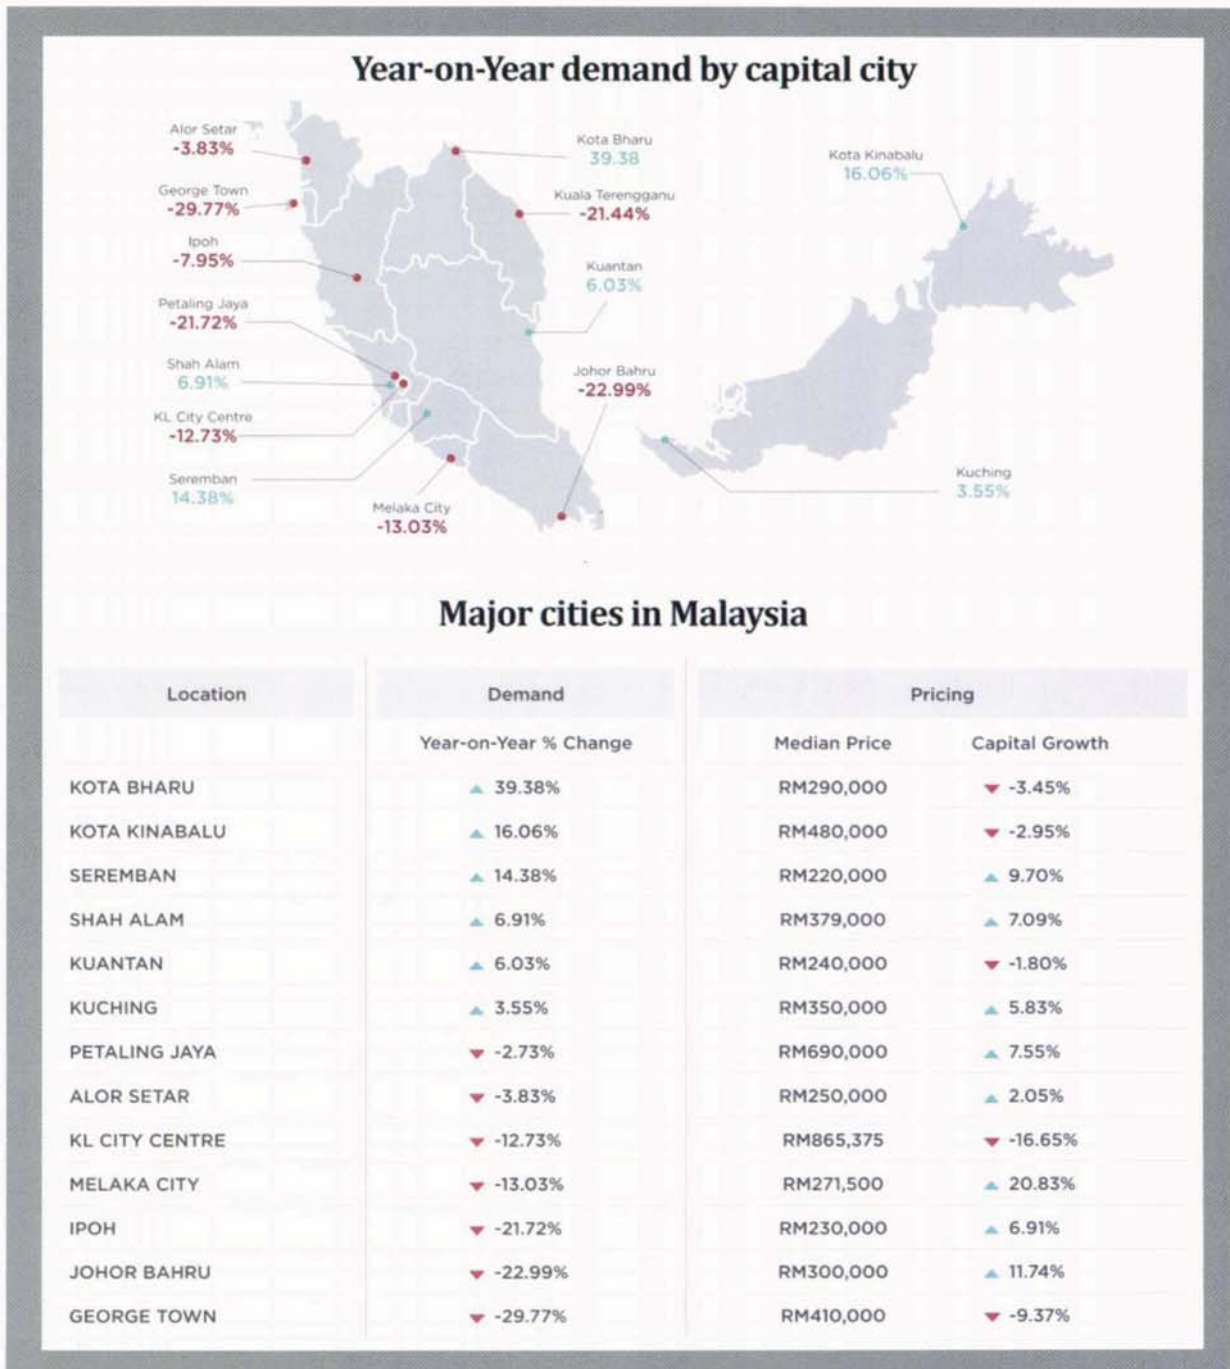 Year-on-Year demand by capital city
Alor Setar
-3.83%
George Town
-29.77%
Ipoh
-7.95%
Petaling Jaya
-21.72%
Shah Alam
6.91%
KL City Centre
-12.73%
Seremban
14.38%
Melaka City
-13.03%
Kota Bharu
39.38
Kuala Terengganu
-21.44%
Kuantan
6.03%
Johor Bahru
-22.99%
Kota Kinabalu
16.06%
Kuching
3.55%
Major cities in Malaysia
Location Demand Pricing
Year-on-Year % Change Median Price Capital Growth
KOTA BHARU ▲ 39.38% RM290,000 ▼ -3.45%
KOTA KINABALU ▲ 16.06% RM480,000 ▼ -2.95%
SEREMBAN ▲ 14.38% RM220,000 ▲ 9.70%
SHAH ALAM ▲ 6.91% RM379,000 ▲ 7.09%
KUANTAN ▲ 6.03% RM240,000 ▼ -1.80%
KUCHING ▲ 3.55% RM350,000 ▲ 5.83%
PETALING JAYA ▼ -2.73% RM690,000 ▲ 7.55%
ALOR SETAR ▼ -3.83% RM250,000 ▲ 2.05%
KL CITY CENTRE ▼ -12.73% RM865,375 ▼ -16.65%
MELAKA CITY ▼ -13.03% RM271,500 ▲ 20.83%
IPOH ▼ -21.72% RM230,000 ▲ 6.91%
JOHOR BAHRU ▼ -22.99% RM300,000 ▲ 11.74%
GEORGE TOWN ▼ -29.77% RM410,000 ▼ -9.37%